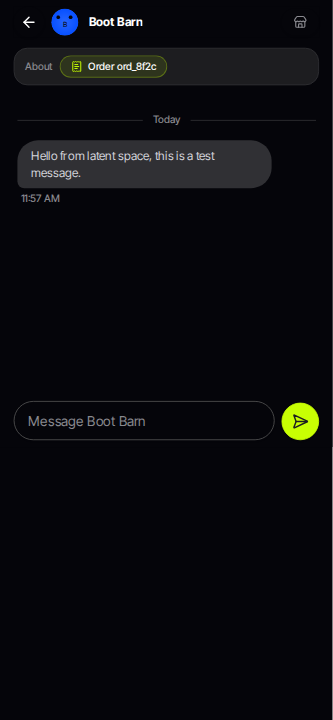 Boot Barn
About Order ord_8f2c
Today
Hello from latent space, this is a test
message.
11:57 AM
Message Boot Barn